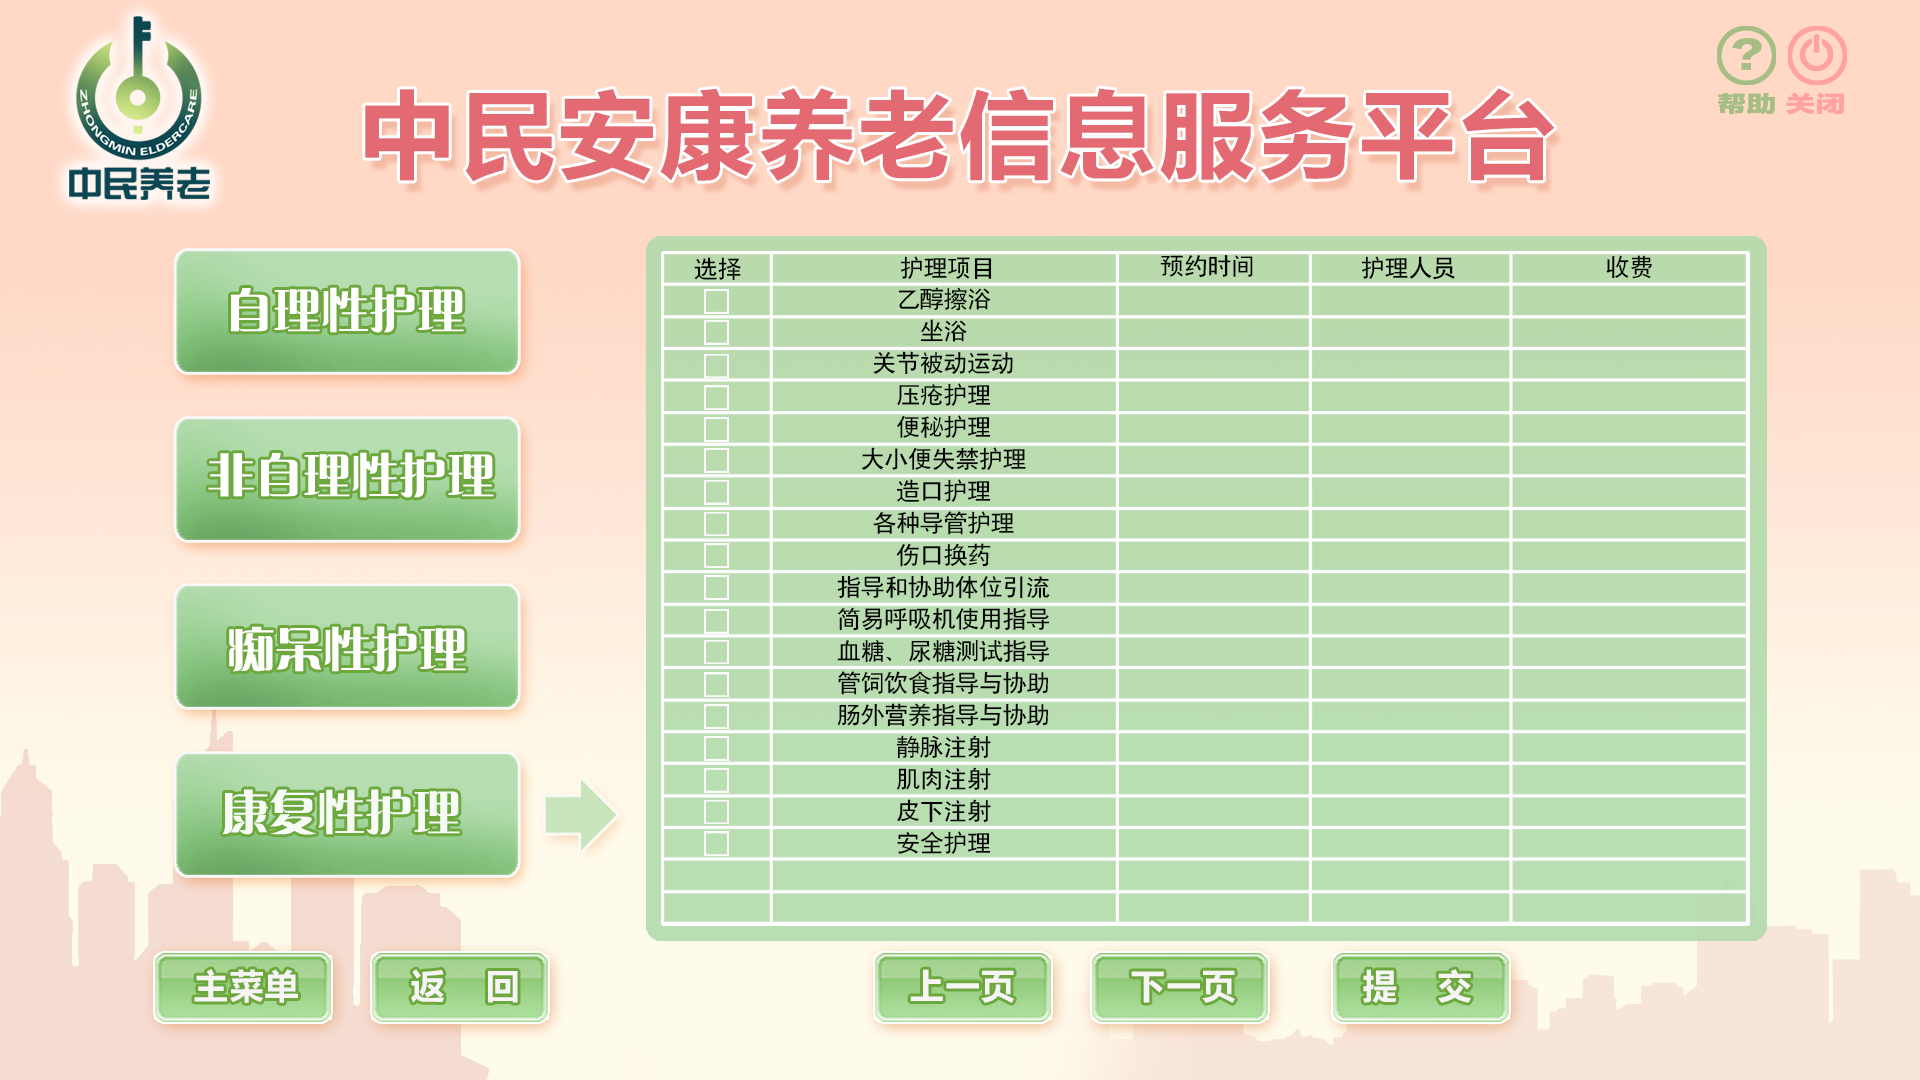 ZHONGMIN ELDERCARE
中民养老
中民安康养老信息服务平台
?
帮助 关闭
自理性护理
非自理性护理
痴呆性护理
康复性护理
选择 护理项目 预约时间 护理人员 收费
乙醇擦浴
坐浴
关节被动运动
压疮护理
便秘护理
大小便失禁护理
造口护理
各种导管护理
伤口换药
指导和协助体位引流
简易呼吸机使用指导
血糖、尿糖测试指导
管饲饮食指导与协助
肠外营养指导与协助
静脉注射
肌肉注射
皮下注射
安全护理
主菜单 返 回 上一页 下一页 提 交